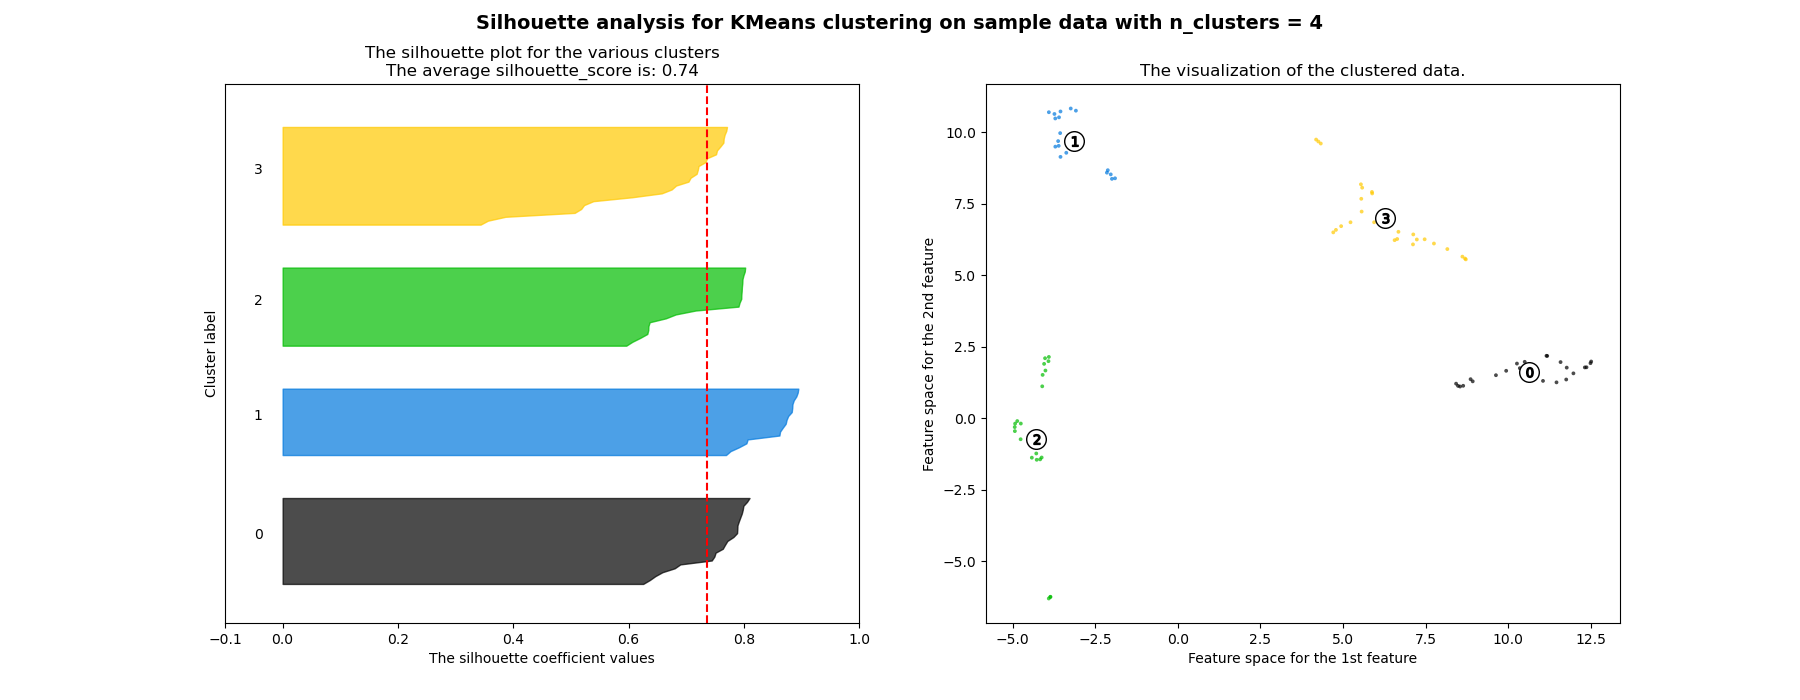 Silhouette analysis for KMeans clustering on sample data with n_clusters = 4
The silhouette plot for the various clusters
The average silhouette_score is: 0.74
3
2
1
0
Cluster label
−0.1 0.0 0.2 0.4 0.6 0.8 1.0
The silhouette coefficient values
The visualization of the clustered data.
10.0
7.5
5.0
2.5
0.0
−2.5
−5.0
Feature space for the 2nd feature
1
3
0
2
−5.0 −2.5 0.0 2.5 5.0 7.5 10.0 12.5
Feature space for the 1st feature